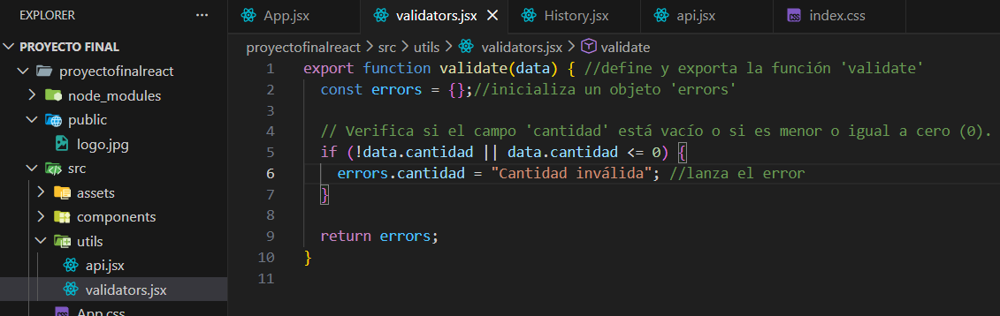 EXPLORER ...
App.jsx validators.jsx History.jsx api.jsx index.css
PROYECTO FINAL
proyectofinalreact
node_modules
public
logo.jpg
src
assets
components
utils
api.jsx
validators.jsx
App.css
proyectofinalreact > src > utils > validators.jsx > validate
1 export function validate(data) { //define y exporta la función 'validate'
2 const errors = {};//inicializa un objeto 'errors'
3
4 // Verifica si el campo 'cantidad' está vacío o si es menor o igual a cero (0).
5 if (!data.cantidad || data.cantidad <= 0) {
6 errors.cantidad = "Cantidad inválida"; //lanza el error
7 }
8
9 return errors;
10 }
11